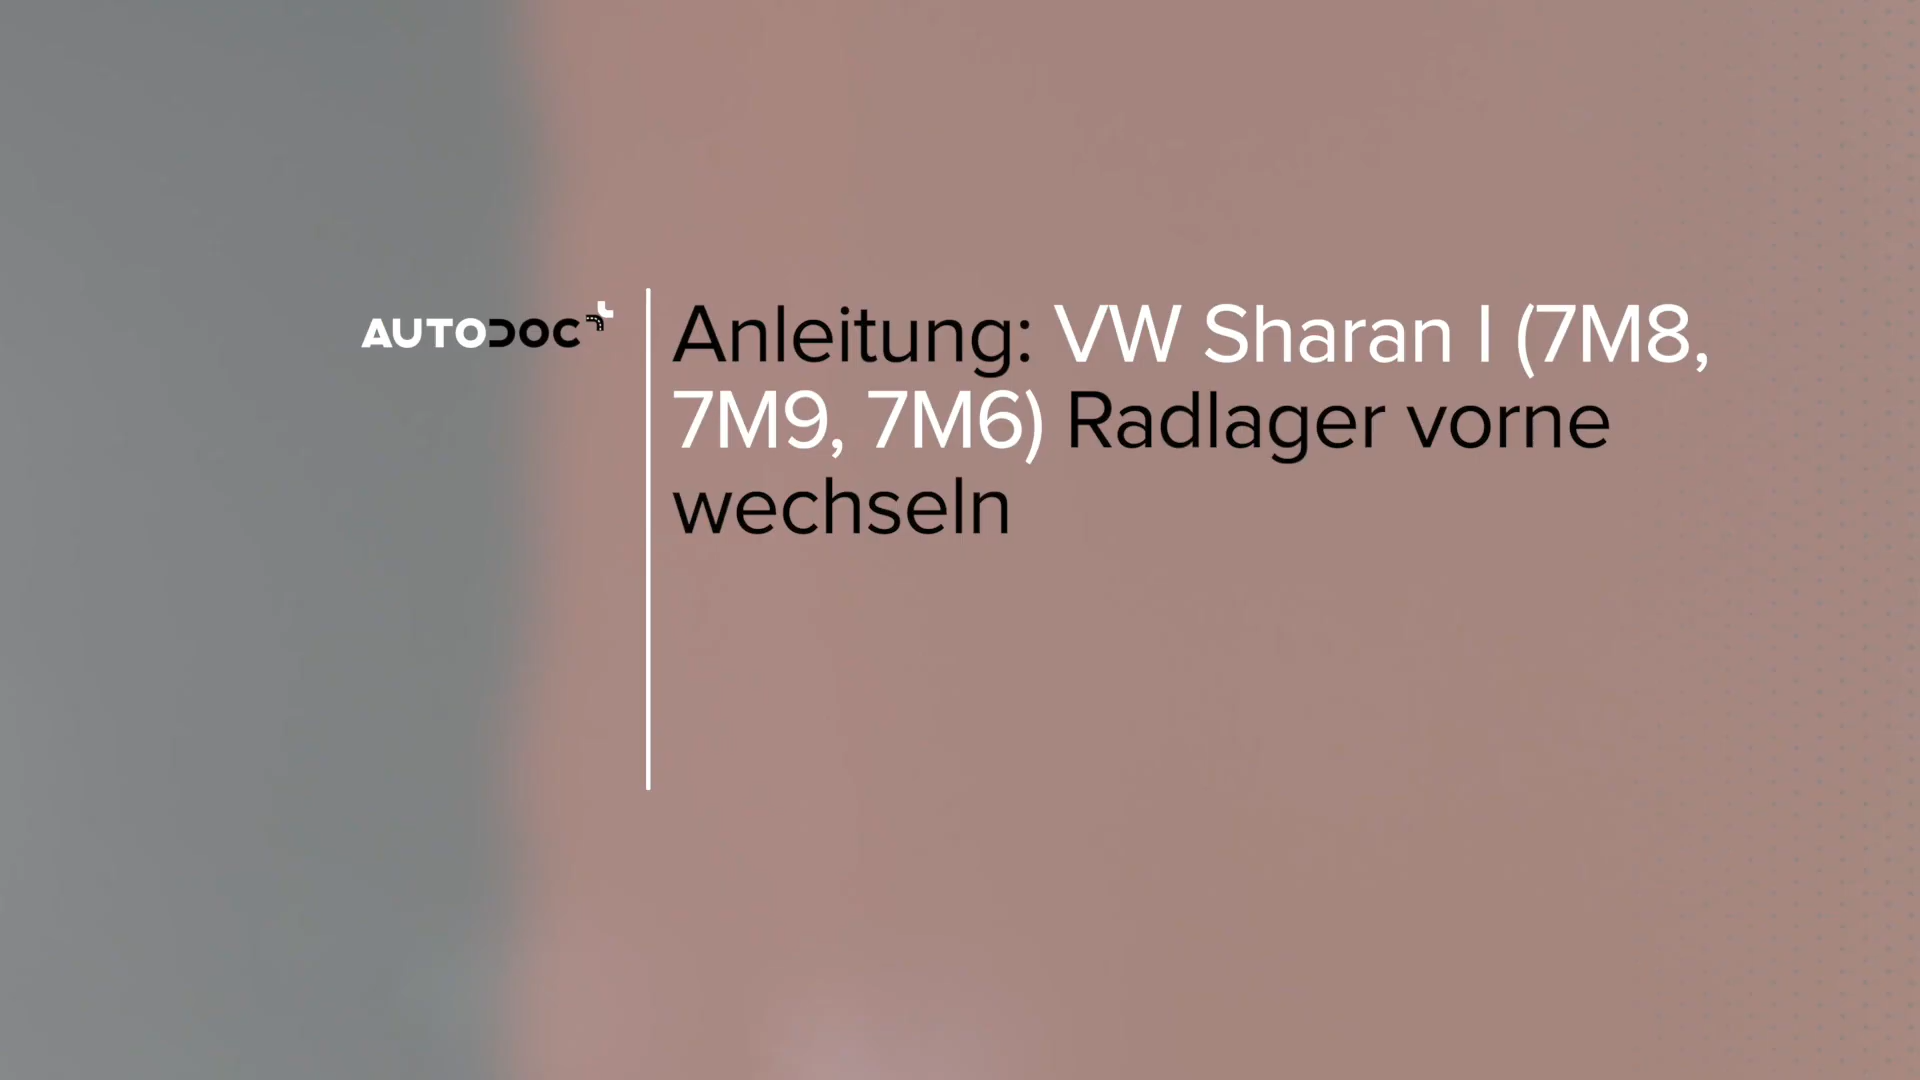 AUTODOC
Anleitung: VW Sharan I (7M8,
7M9, 7M6) Radlager vorne
wechseln